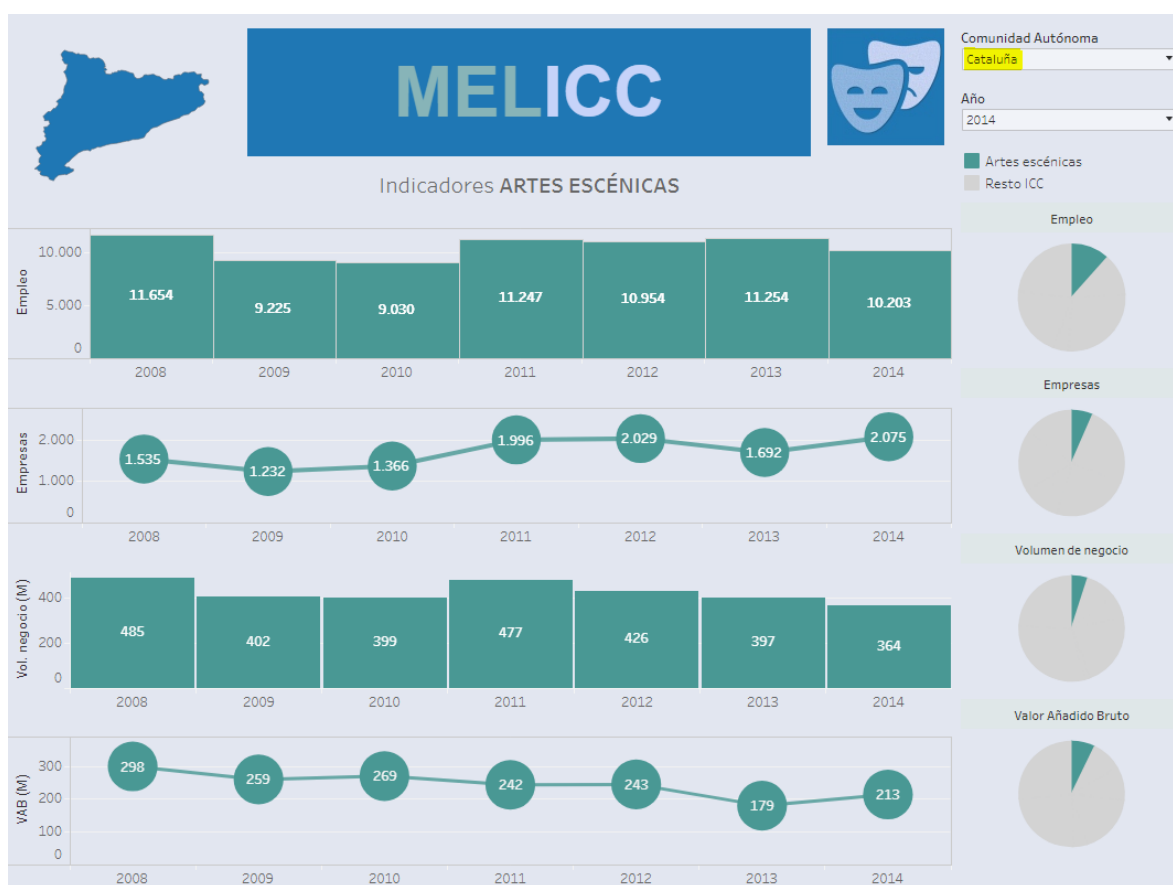 MELICC
Indicadores ARTES ESCÉNICAS
Comunidad Autónoma
Cataluña
Año
2014
Artes escénicas
Resto ICC
Empleo
10.000
5.000
0
11.654
9.225
9.030
11.247
10.954
11.254
10.203
2008 2009 2010 2011 2012 2013 2014
Empresas
2.000
1.000
0
1.535
1.232
1.366
1.996
2.029
1.692
2.075
2008 2009 2010 2011 2012 2013 2014
Vol. negocio (M)
400
200
0
485
402
399
477
426
397
364
2008 2009 2010 2011 2012 2013 2014
VAB (M)
300
200
100
0
298
259
269
242
243
179
213
2008 2009 2010 2011 2012 2013 2014
Empleo
Empresas
Volumen de negocio
Valor Añadido Bruto